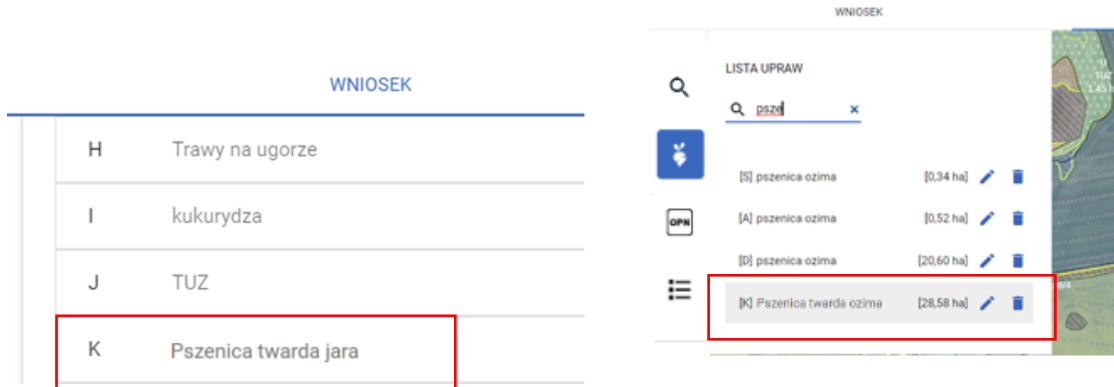 WNIOSEK
H Trawy na ugorze
I kukurydza
J TUZ
K Pszenica twarda jara
WNIOSEK
LISTA UPRAW
psze
[S] pszenica ozima [0,34 ha]
[A] pszenica ozima [0,52 ha]
OPN
[D] pszenica ozima [20,60 ha]
[K] Pszenica twarda ozima [28,58 ha]
TUZ